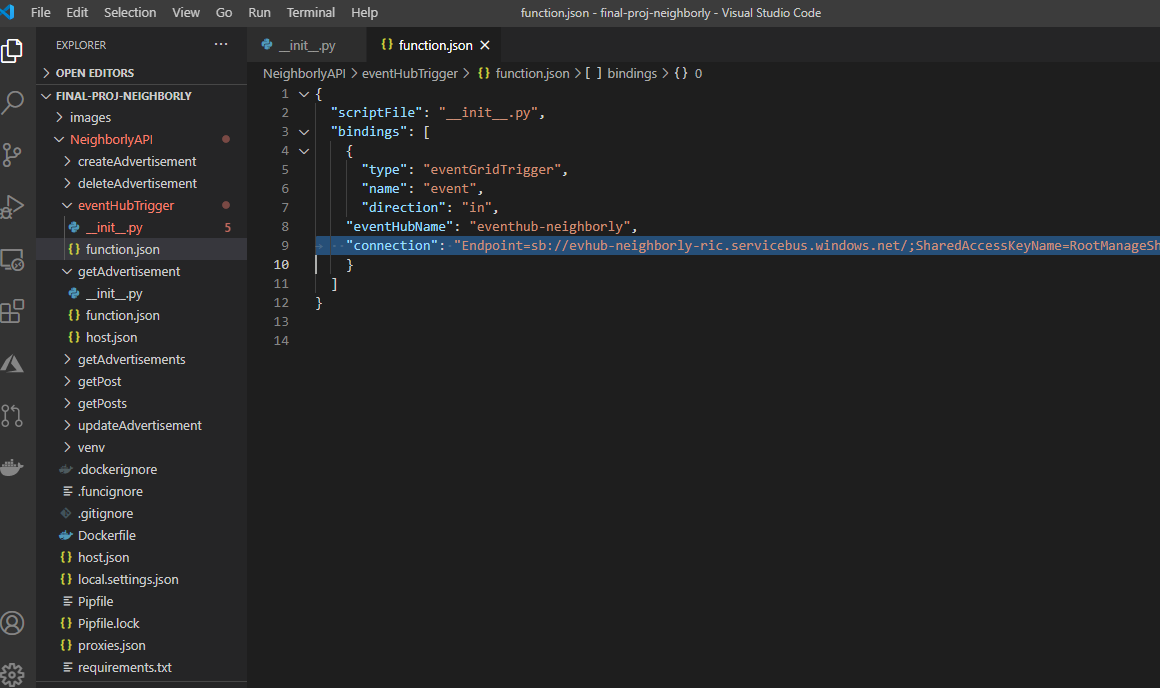 File Edit Selection View Go Run Terminal Help function.json - final-proj-neighborly - Visual Studio Code
EXPLORER ···
OPEN EDITORS
FINAL-PROJ-NEIGHBORLY
images
NeighborlyAPI
createAdvertisement
deleteAdvertisement
eventHubTrigger
__init__.py 5
function.json
getAdvertisement
__init__.py
{} function.json
{} host.json
getAdvertisements
getPost
getPosts
updateAdvertisement
venv
.dockerignore
.funcignore
.gitignore
Dockerfile
{} host.json
{} local.settings.json
Pipfile
{} Pipfile.lock
{} proxies.json
requirements.txt
__init__.py {} function.json ×
NeighborlyAPI > eventHubTrigger > {} function.json > [ ] bindings > {} 0
1 {
2 "scriptFile": "__init__.py",
3 "bindings": [
4 {
5 "type": "eventGridTrigger",
6 "name": "event",
7 "direction": "in",
8 "eventHubName": "eventhub-neighborly",
9 "connection": "Endpoint=sb://evhub-neighborly-ric.servicebus.windows.net/;SharedAccessKeyName=RootManageSh
10 }
11 ]
12 }
13
14